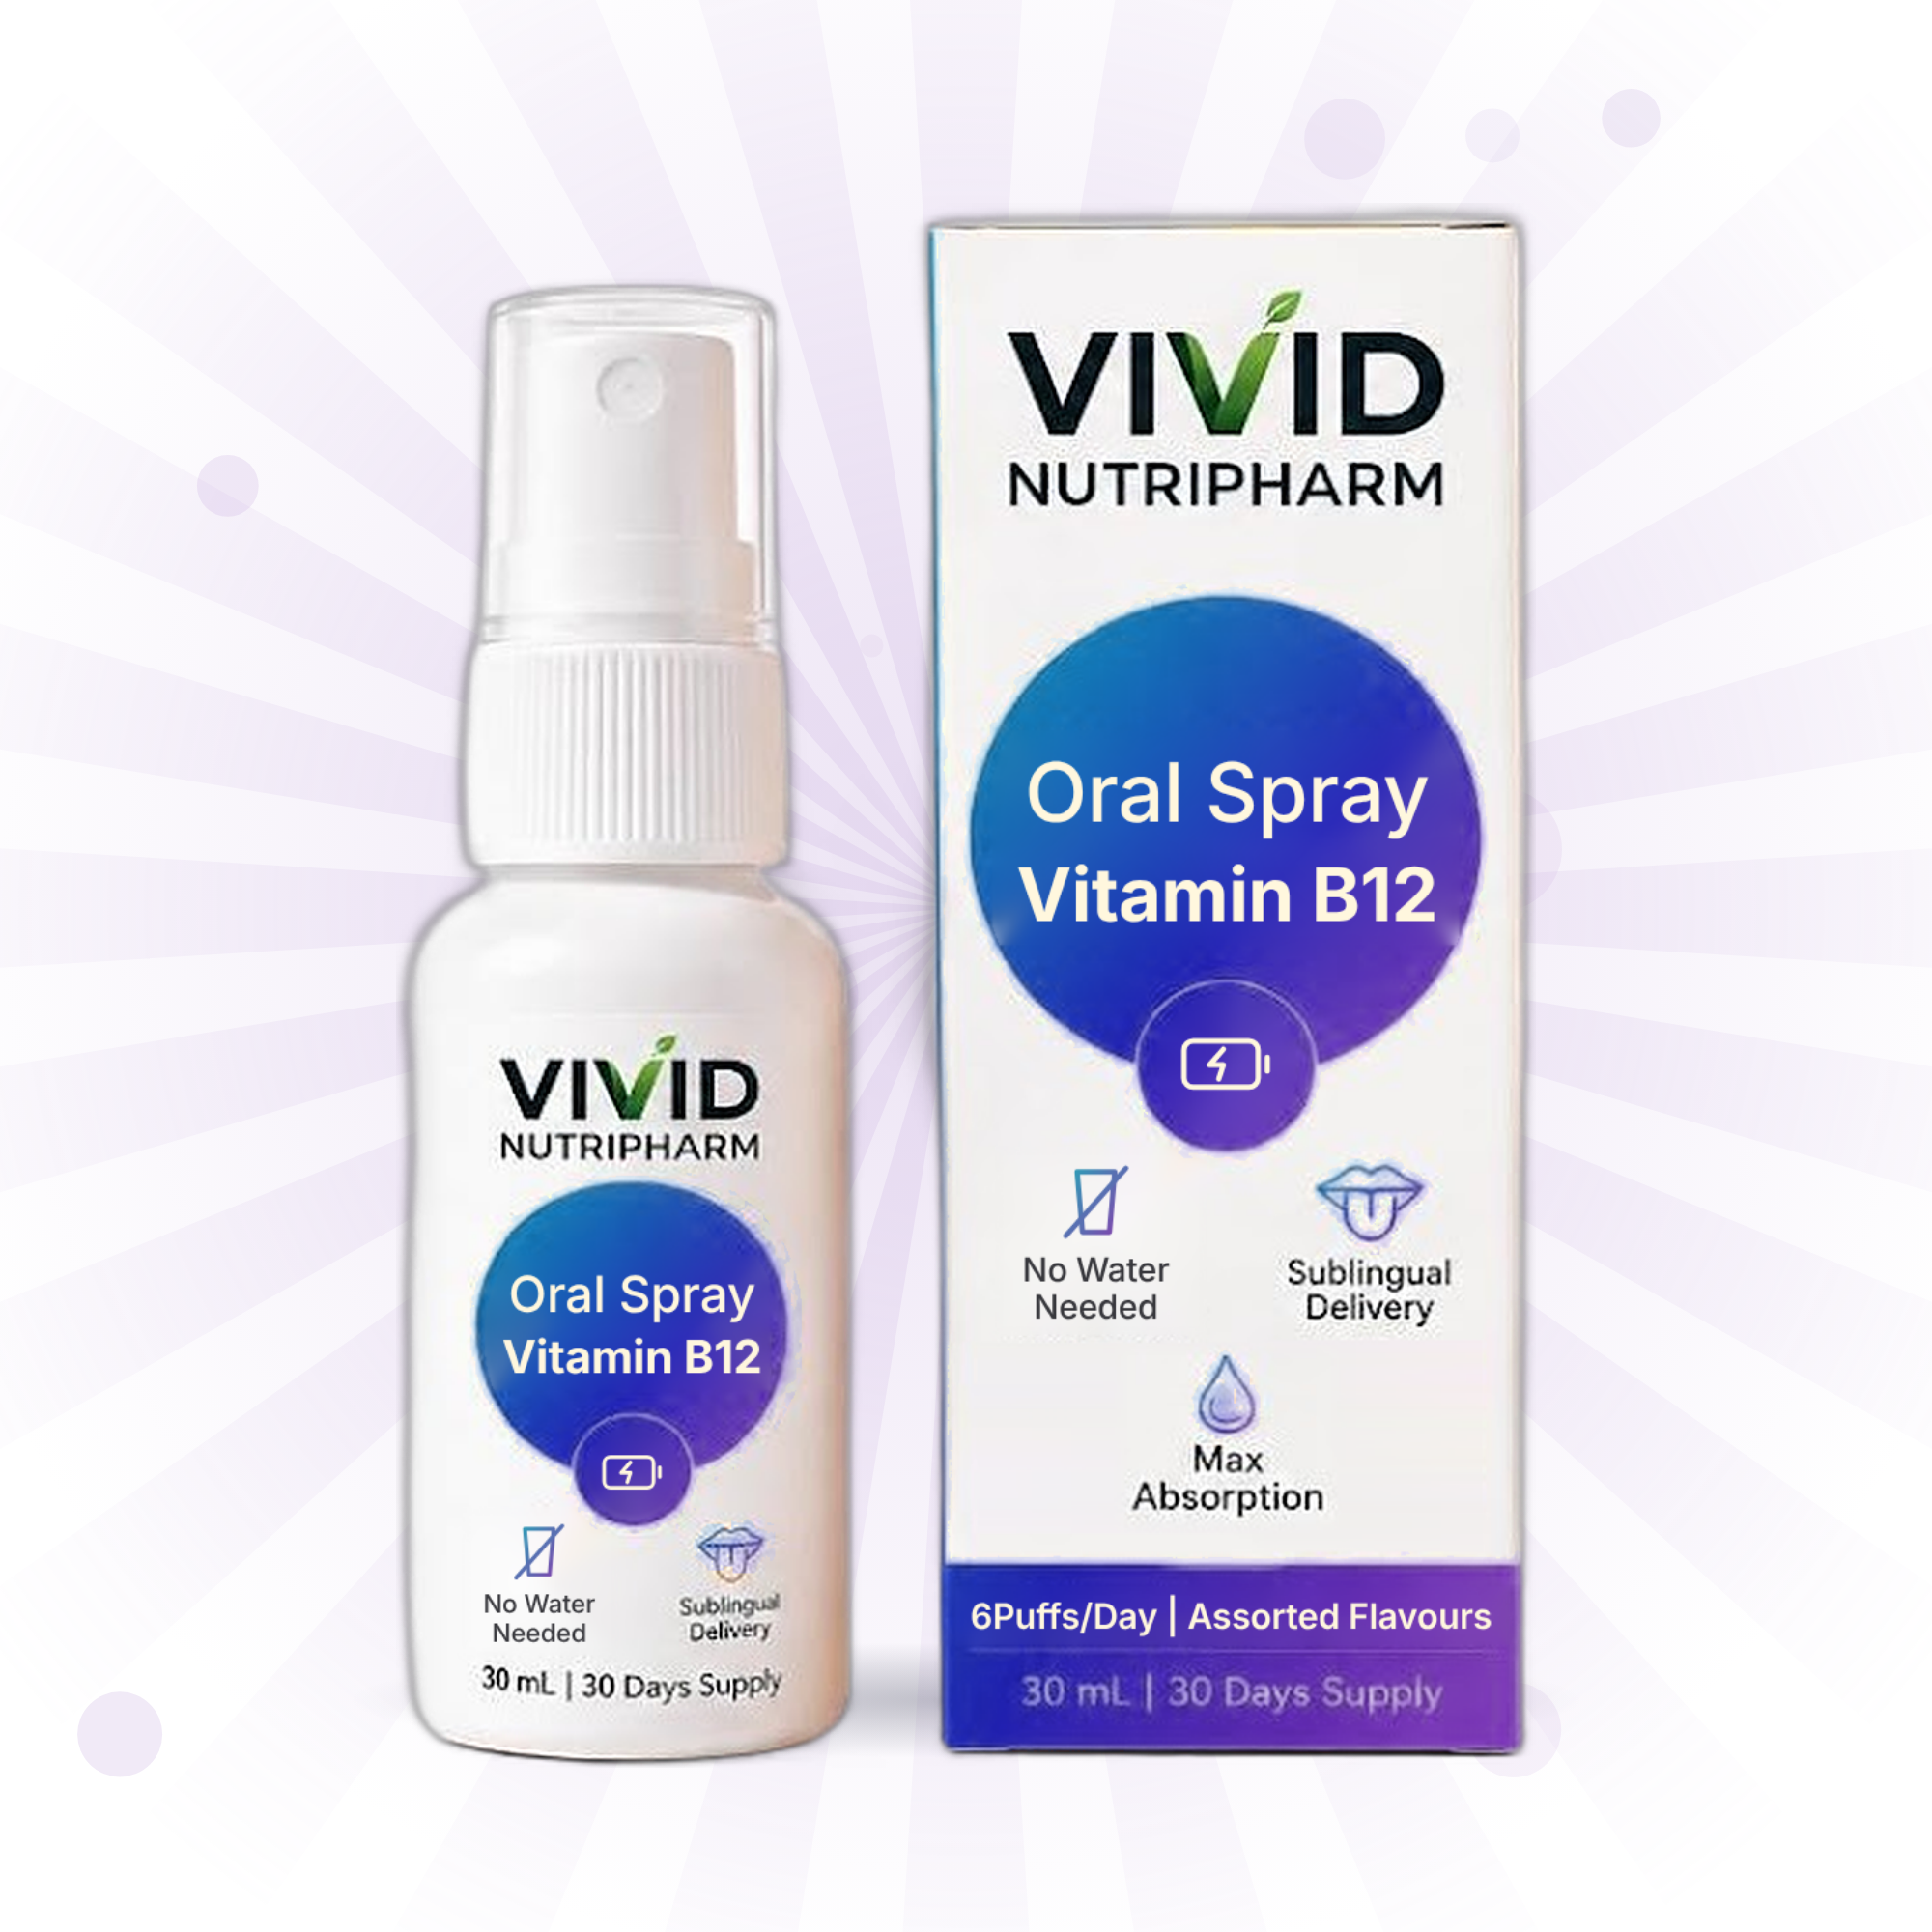 VIVID
NUTRIPHARM
Oral Spray
Vitamin B12
No Water
Needed
Sublingual
Delivery
30 mL | 30 Days Supply
VIVID
NUTRIPHARM
Oral Spray
Vitamin B12
No Water
Needed
Sublingual
Delivery
Max
Absorption
6Puffs/Day | Assorted Flavours
30 mL | 30 Days Supply